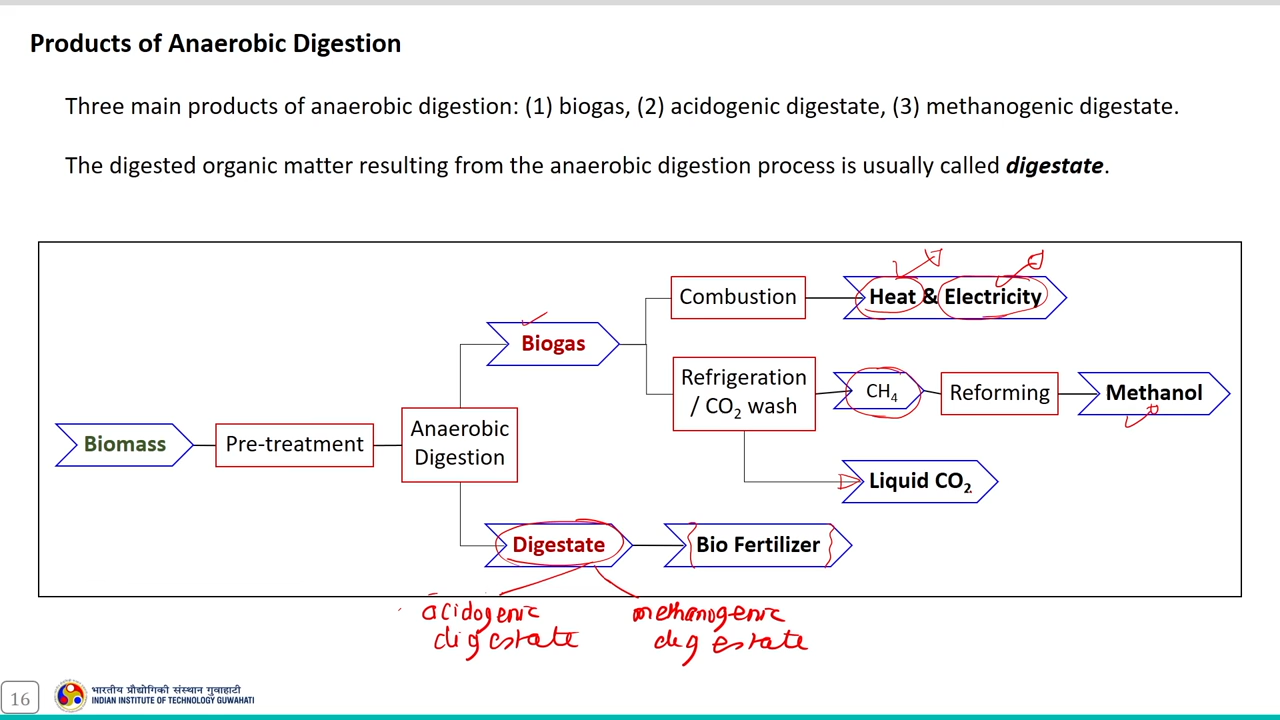 Products of Anaerobic Digestion
Three main products of anaerobic digestion: (1) biogas, (2) acidogenic digestate, (3) methanogenic digestate.
The digested organic matter resulting from the anaerobic digestion process is usually called digestate.
Combustion
Heat & Electricity
Biogas
Refrigeration
/ CO₂ wash
CH₄
Reforming
Methanol
Biomass
Pre-treatment
Anaerobic
Digestion
Liquid CO₂
Digestate
Bio Fertilizer
acidogenic
digestate
methanogenic
digestate
16
भारतीय प्रौद्योगिकी संस्थान गुवाहाटी
INDIAN INSTITUTE OF TECHNOLOGY GUWAHATI